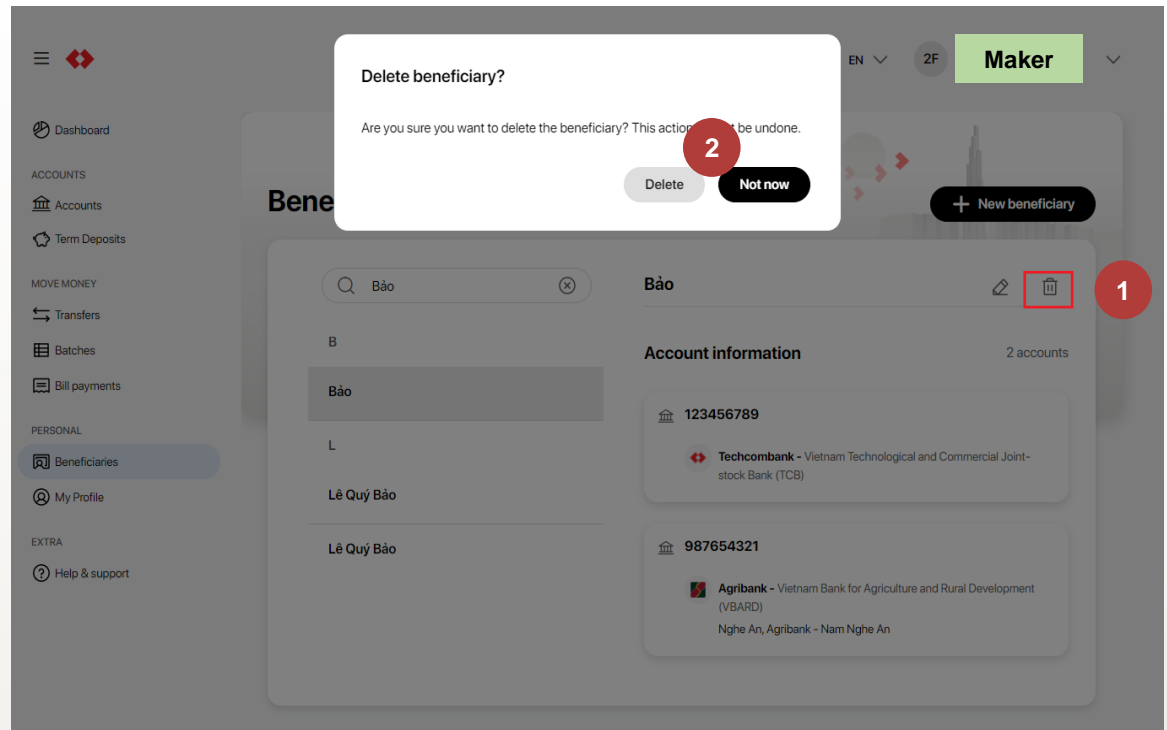 EN
2F
Maker
Delete beneficiary?
Are you sure you want to delete the beneficiary? This action be undone.
2
Delete
Not now
Dashboard
ACCOUNTS
Accounts
Term Deposits
MOVE MONEY
Transfers
Batches
Bill payments
PERSONAL
Beneficiaries
My Profile
EXTRA
Help & support
Bene
New beneficiary
Bảo
B
Bảo
L
Lê Quý Bảo
Lê Quý Bảo
Bảo
1
Account information
2 accounts
123456789
Techcombank - Vietnam Technological and Commercial Joint-
stock Bank (TCB)
987654321
Agribank - Vietnam Bank for Agriculture and Rural Development
(VBARD)
Nghe An, Agribank - Nam Nghe An